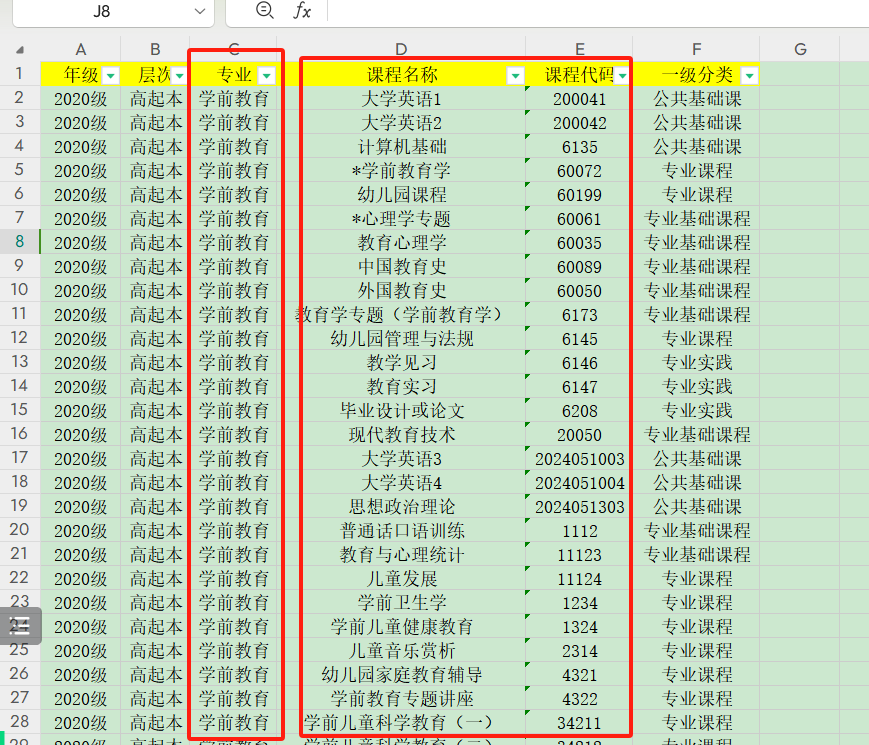 J8 fx
A B C D E F G
1 年级 层次 专业 课程名称 课程代码 一级分类
2 2020级 高起本 学前教育 大学英语1 200041 公共基础课
3 2020级 高起本 学前教育 大学英语2 200042 公共基础课
4 2020级 高起本 学前教育 计算机基础 6135 公共基础课
5 2020级 高起本 学前教育 *学前教育学 60072 专业课程
6 2020级 高起本 学前教育 幼儿园课程 60199 专业课程
7 2020级 高起本 学前教育 *心理学专题 60061 专业基础课程
8 2020级 高起本 学前教育 教育心理学 60035 专业基础课程
9 2020级 高起本 学前教育 中国教育史 60089 专业基础课程
10 2020级 高起本 学前教育 外国教育史 60050 专业基础课程
11 2020级 高起本 学前教育 教育学专题（学前教育学） 6173 专业基础课程
12 2020级 高起本 学前教育 幼儿园管理与法规 6145 专业课程
13 2020级 高起本 学前教育 教学见习 6146 专业实践
14 2020级 高起本 学前教育 教育实习 6147 专业实践
15 2020级 高起本 学前教育 毕业设计或论文 6208 专业实践
16 2020级 高起本 学前教育 现代教育技术 20050 专业基础课程
17 2020级 高起本 学前教育 大学英语3 2024051003 公共基础课
18 2020级 高起本 学前教育 大学英语4 2024051004 公共基础课
19 2020级 高起本 学前教育 思想政治理论 2024051303 公共基础课
20 2020级 高起本 学前教育 普通话口语训练 1112 专业基础课程
21 2020级 高起本 学前教育 教育与心理统计 11123 专业基础课程
22 2020级 高起本 学前教育 儿童发展 11124 专业课程
23 2020级 高起本 学前教育 学前卫生学 1234 专业课程
24 2020级 高起本 学前教育 学前儿童健康教育 1324 专业课程
25 2020级 高起本 学前教育 儿童音乐赏析 2314 专业课程
26 2020级 高起本 学前教育 幼儿园家庭教育辅导 4321 专业课程
27 2020级 高起本 学前教育 学前教育专题讲座 4322 专业课程
28 2020级 高起本 学前教育 学前儿童科学教育（一） 34211 专业课程